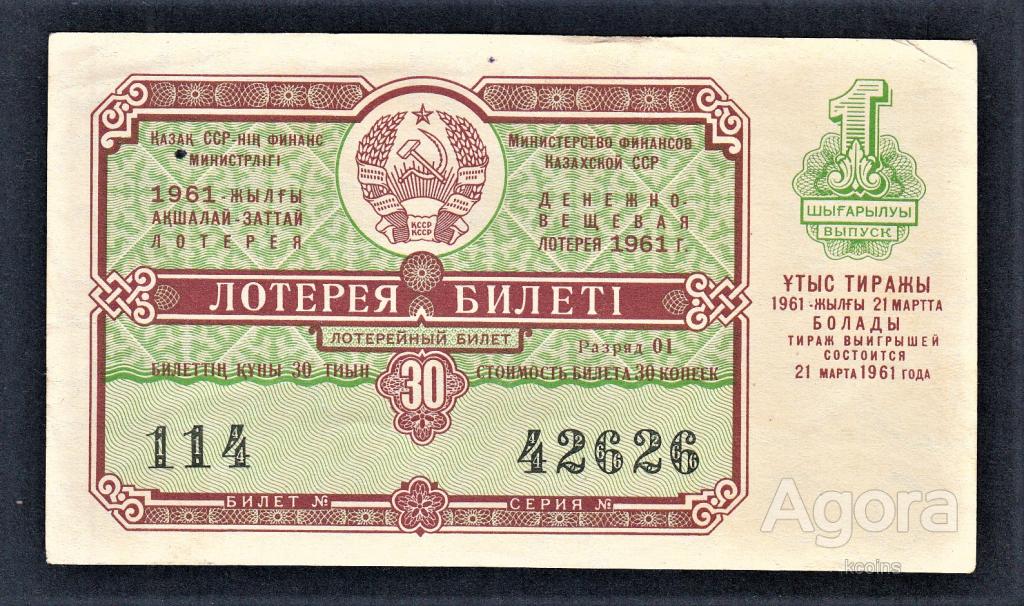 ҚАЗАҚ ССР-НІҢ ФИНАНС
МИНИСТРЛІГІ
1961-ЖЫЛҒЫ
АҚШАЛАЙ-ЗАТТАЙ
ЛОТЕРЕЯ
ҚССР
КССР
МИНИСТЕРСТВО ФИНАНСОВ
КАЗАХСКОЙ ССР
ДЕНЕЖНО-
ВЕЩЕВАЯ
ЛОТЕРЕЯ 1961 Г.
ЛОТЕРЕЯ БИЛЕТІ
ЛОТЕРЕЙНЫЙ БИЛЕТ
Разряд 01
БИЛЕТТІҢ ҚҰНЫ 30 ТИЫН
30
СТОИМОСТЬ БИЛЕТА 30 КОПЕЕК
114
42626
БИЛЕТ №
СЕРИЯ №
1
ШЫҒАРЫЛУЫ
ВЫПУСК
ҰТЫС ТИРАЖЫ
1961-ЖЫЛҒЫ 21 МАРТТА
БОЛАДЫ
ТИРАЖ ВЫИГРЫШЕЙ
СОСТОИТСЯ
21 МАРТА 1961 ГОДА
Agora
kcoins